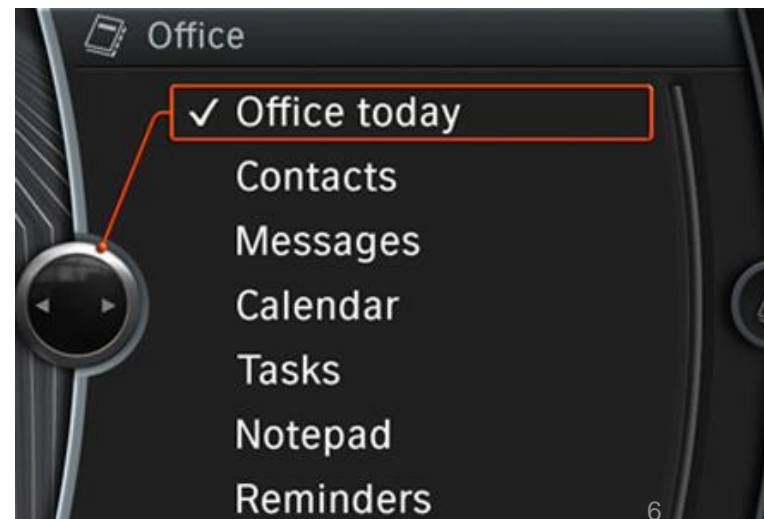 Office
✓ Office today
Contacts
Messages
Calendar
Tasks
Notepad
Reminders
6